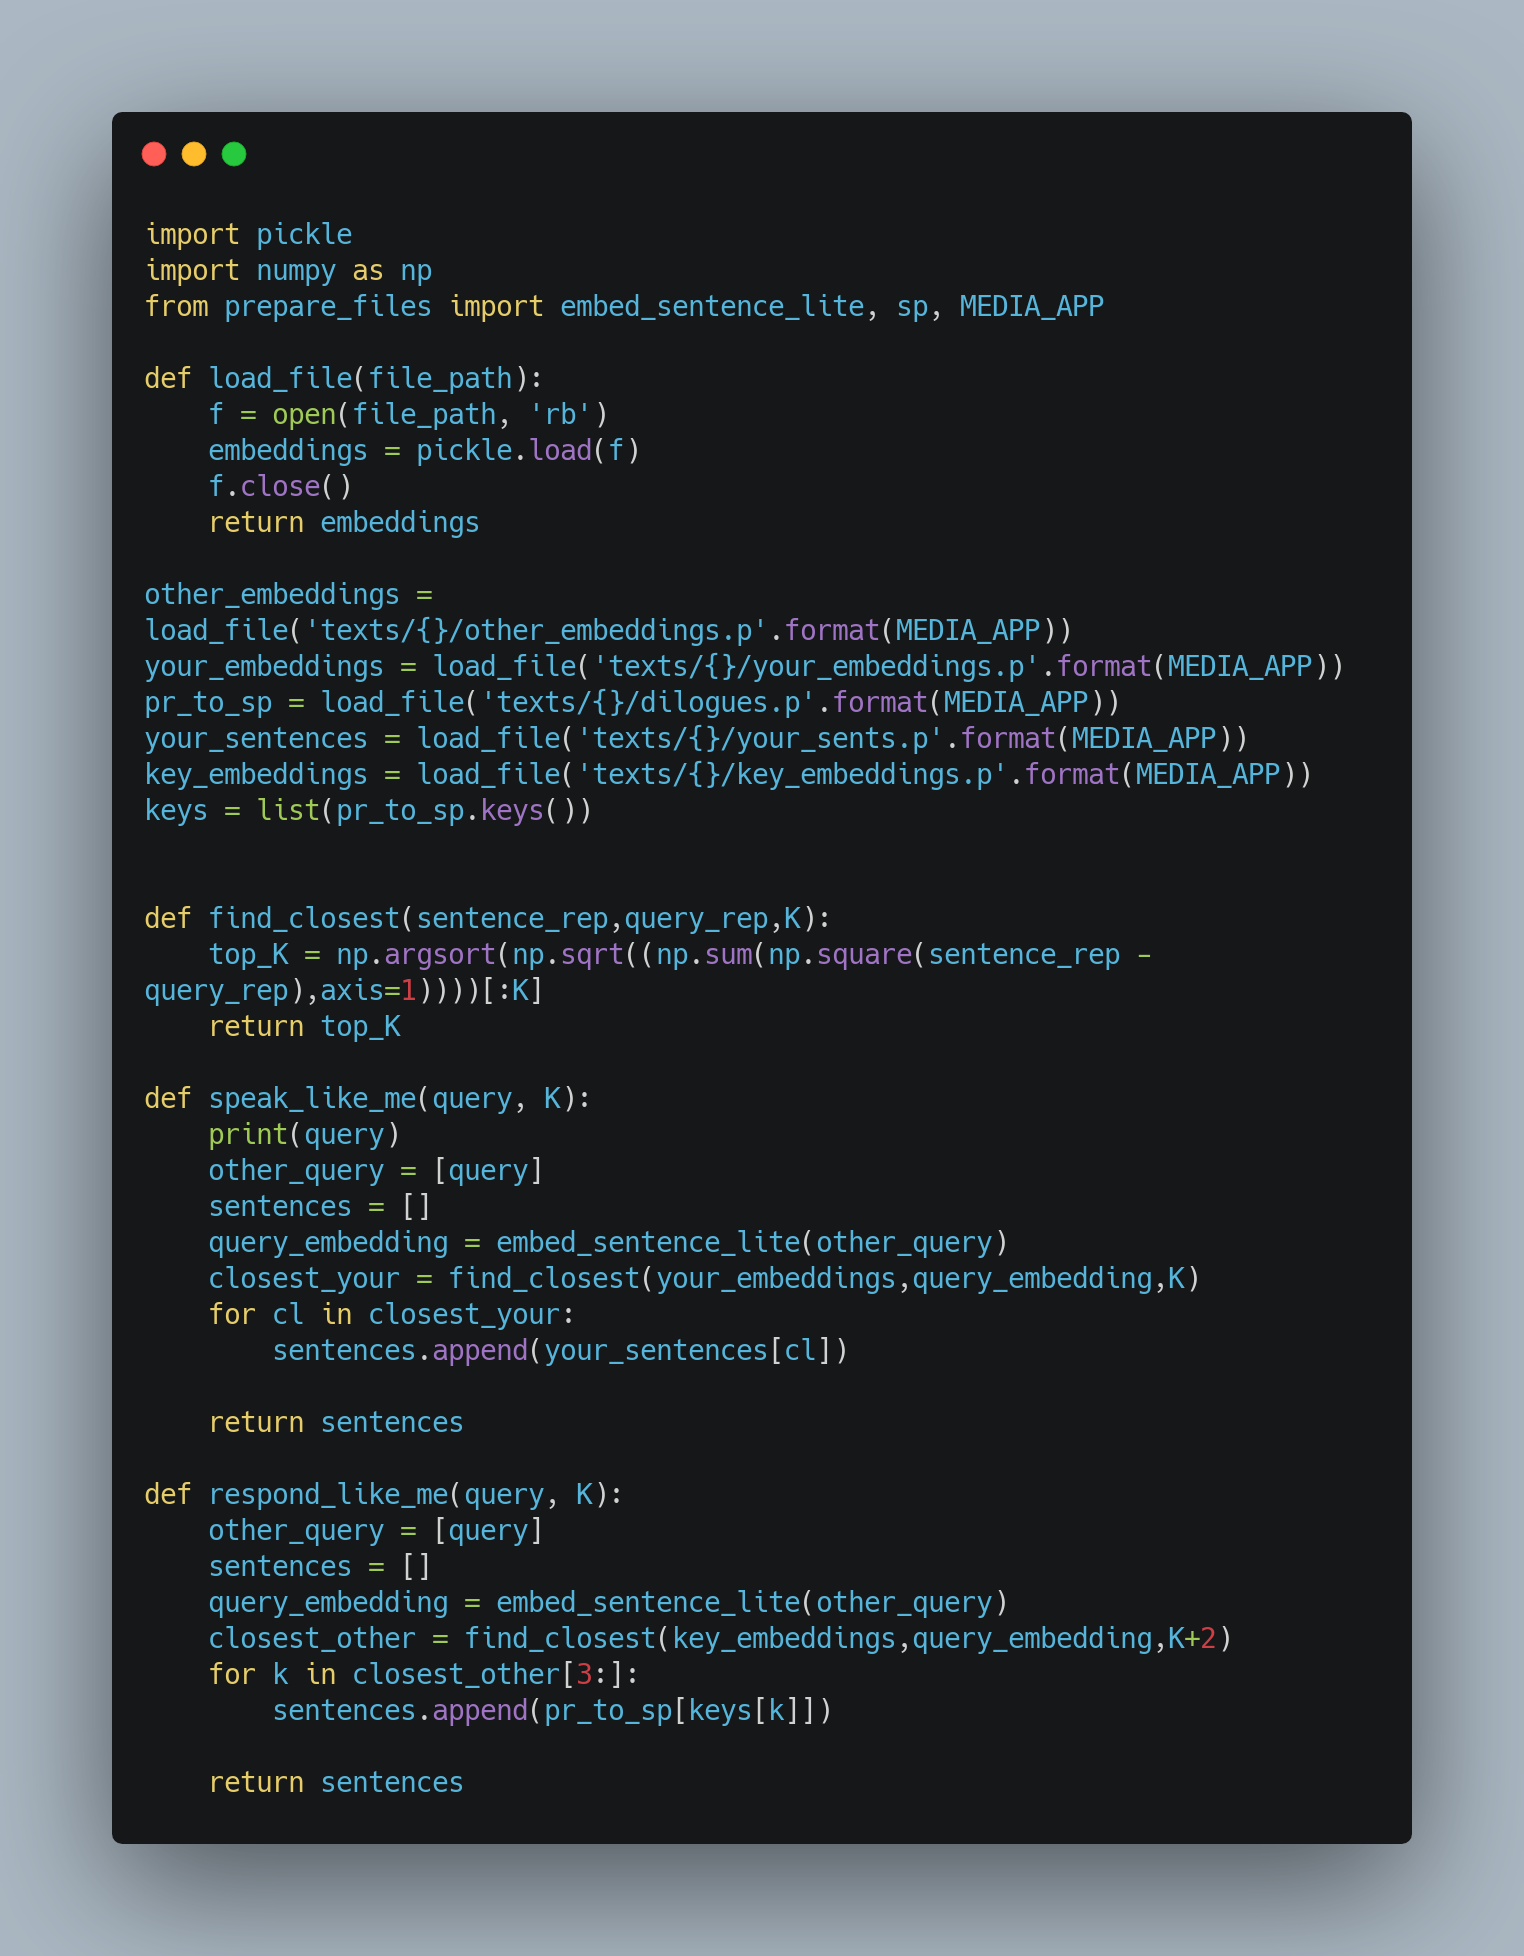 import pickle
import numpy as np
from prepare_files import embed_sentence_lite, sp, MEDIA_APP

def load_file(file_path):
    f = open(file_path, 'rb')
    embeddings = pickle.load(f)
    f.close()
    return embeddings

other_embeddings =
load_file('texts/{}/other_embeddings.p'.format(MEDIA_APP))
your_embeddings = load_file('texts/{}/your_embeddings.p'.format(MEDIA_APP))
pr_to_sp = load_file('texts/{}/dilogues.p'.format(MEDIA_APP))
your_sentences = load_file('texts/{}/your_sents.p'.format(MEDIA_APP))
key_embeddings = load_file('texts/{}/key_embeddings.p'.format(MEDIA_APP))
keys = list(pr_to_sp.keys())


def find_closest(sentence_rep,query_rep,K):
    top_K = np.argsort(np.sqrt((np.sum(np.square(sentence_rep -
query_rep),axis=1))))[:K]
    return top_K

def speak_like_me(query, K):
    print(query)
    other_query = [query]
    sentences = []
    query_embedding = embed_sentence_lite(other_query)
    closest_your = find_closest(your_embeddings,query_embedding,K)
    for cl in closest_your:
        sentences.append(your_sentences[cl])

    return sentences

def respond_like_me(query, K):
    other_query = [query]
    sentences = []
    query_embedding = embed_sentence_lite(other_query)
    closest_other = find_closest(key_embeddings,query_embedding,K+2)
    for k in closest_other[3:]:
        sentences.append(pr_to_sp[keys[k]])

    return sentences